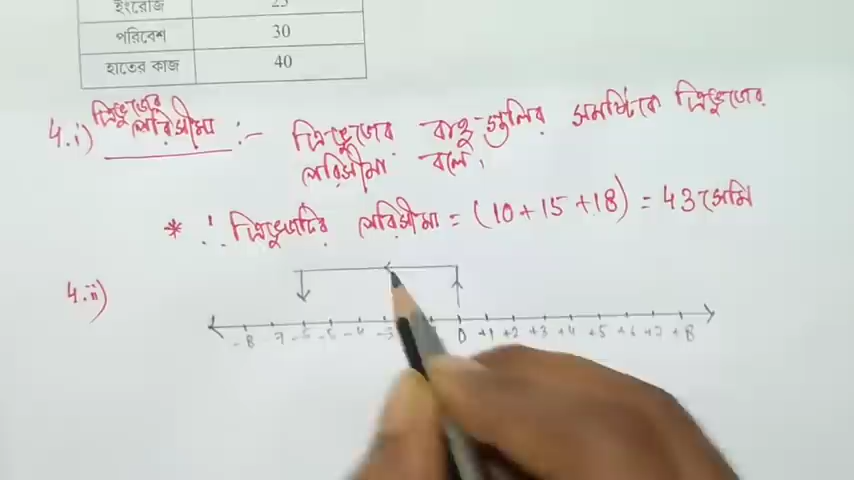 ইংরেজি 25
পরিবেশ 30
হাতের কাজ 40
4.i) ত্রিভুজের পরিসীমা :- ত্রিভুজের বাহু গুলির সমষ্টিকে ত্রিভুজের
পরিসীমা বলে,
* ∴ ত্রিভুজটির পরিসীমা = (10+15+18) = 43 সেমি
4.ii)
-8 -7 -6 -5 -4 -3 0 +1 +2 +3 +4 +5 +6 +7 +8